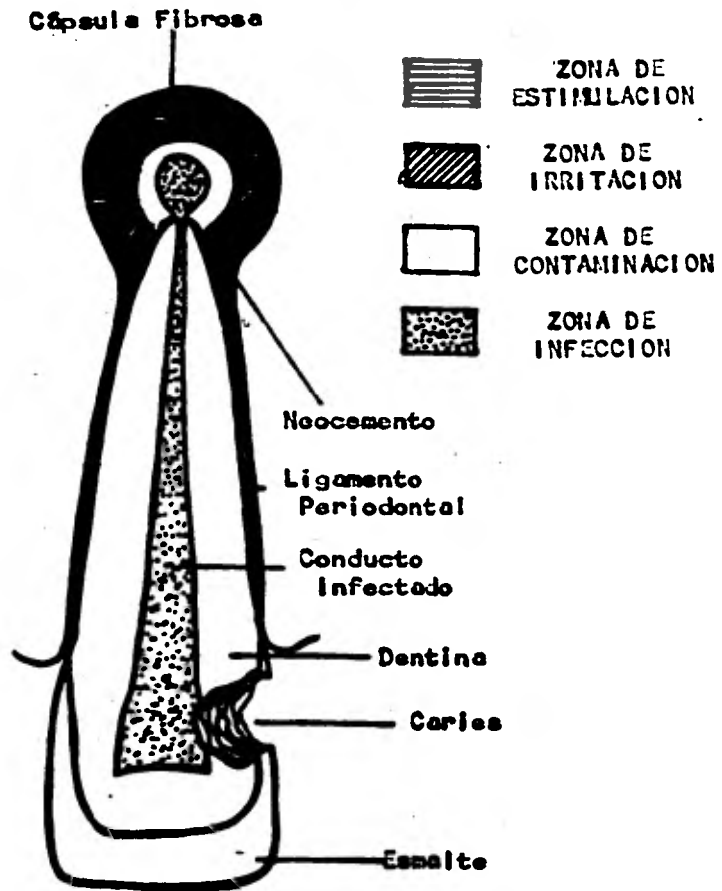 Cápsula Fibrosa
ZONA DE
ESTIMULACION
ZONA DE
IRRITACION
ZONA DE
CONTAMINACION
ZONA DE
INFECCION
Neocemento
Ligamento
Periodontal
Conducto
Infectado
Dentina
Caries
Esmalte